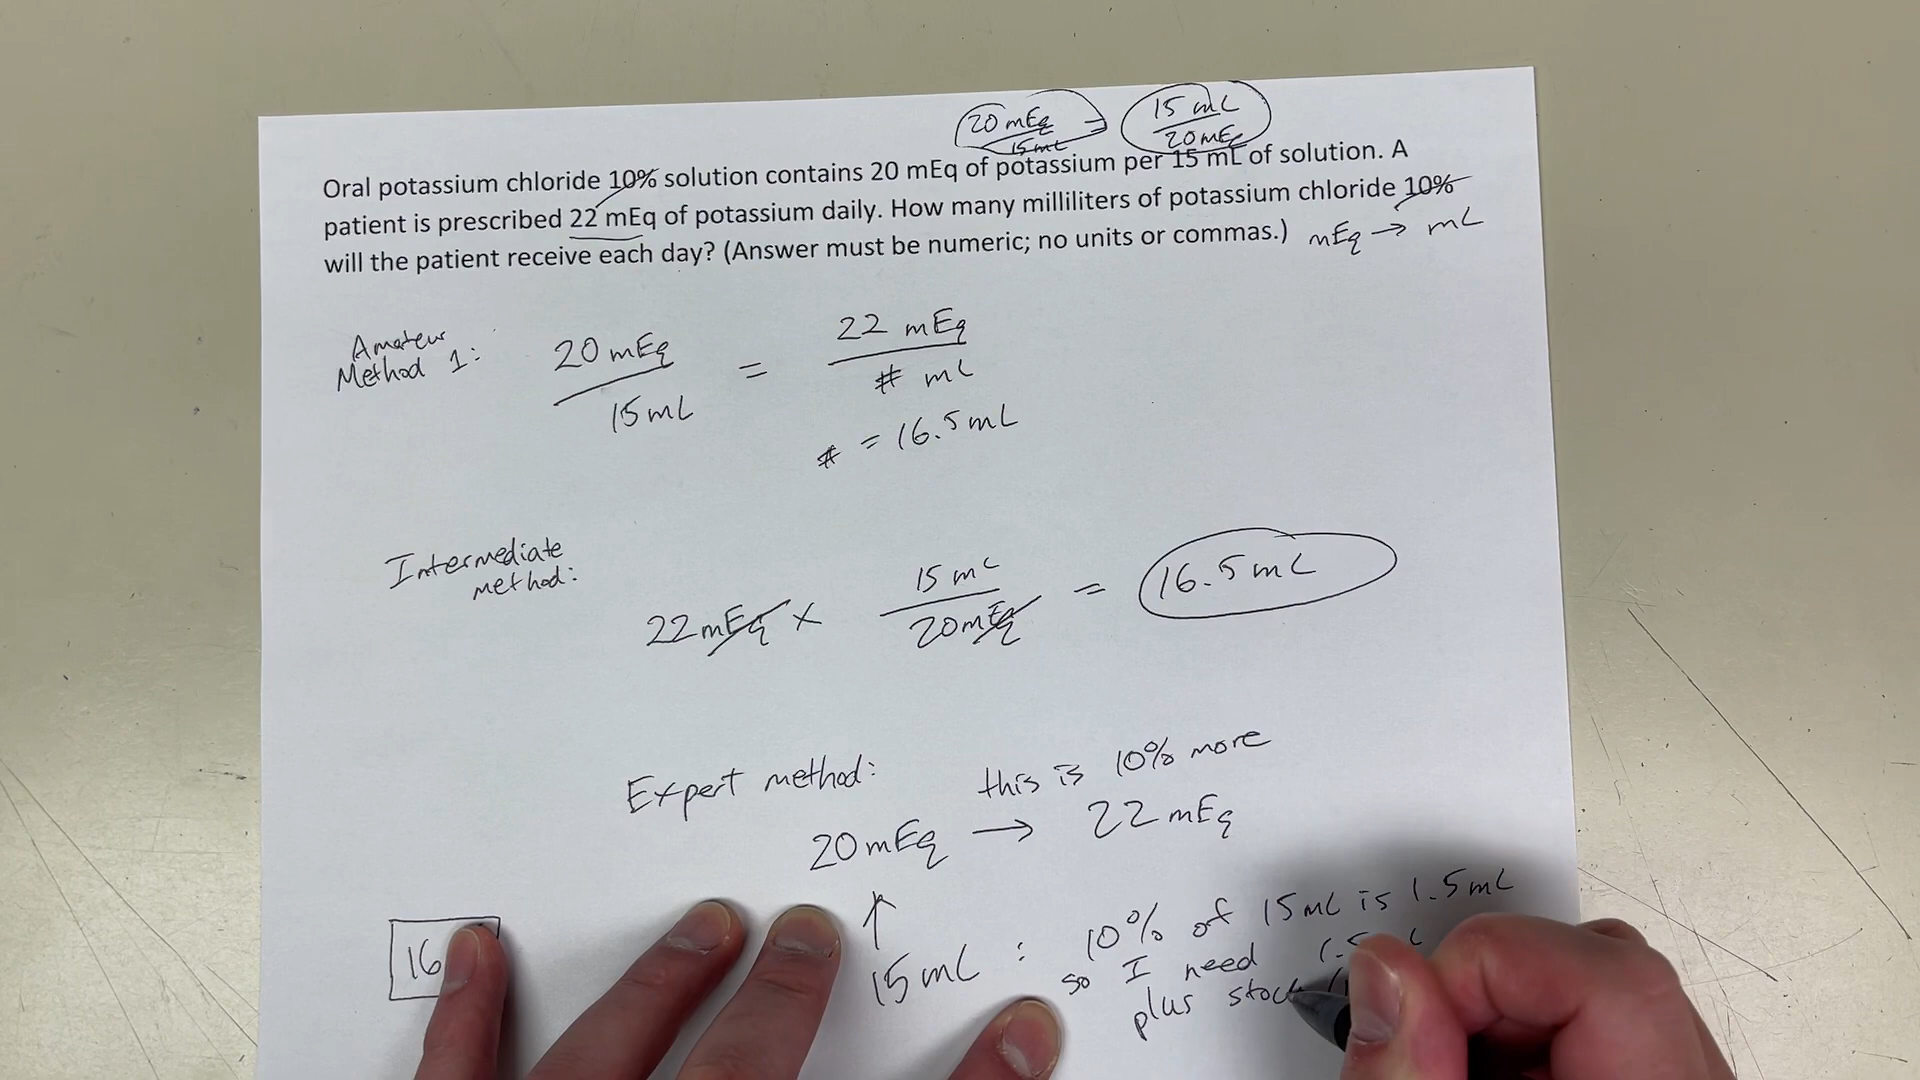 20 mEq → 15 mL
15 mL 20 mEq
Oral potassium chloride 10% solution contains 20 mEq of potassium per 15 mL of solution. A
patient is prescribed 22 mEq of potassium daily. How many milliliters of potassium chloride 10%
will the patient receive each day? (Answer must be numeric; no units or commas.) mEq → mL
Amateur
Method 1:
20 mEq = 22 mEq
15 mL # mL
# = 16.5 mL
Intermediate
method:
15 mL
22 mEq x 20 mEq = 16.5 mL
Expert method: this is 10% more
20 mEq → 22 mEq
↑
15 mL : 10% of 15 mL is 1.5 mL
so I need
plus stock
16